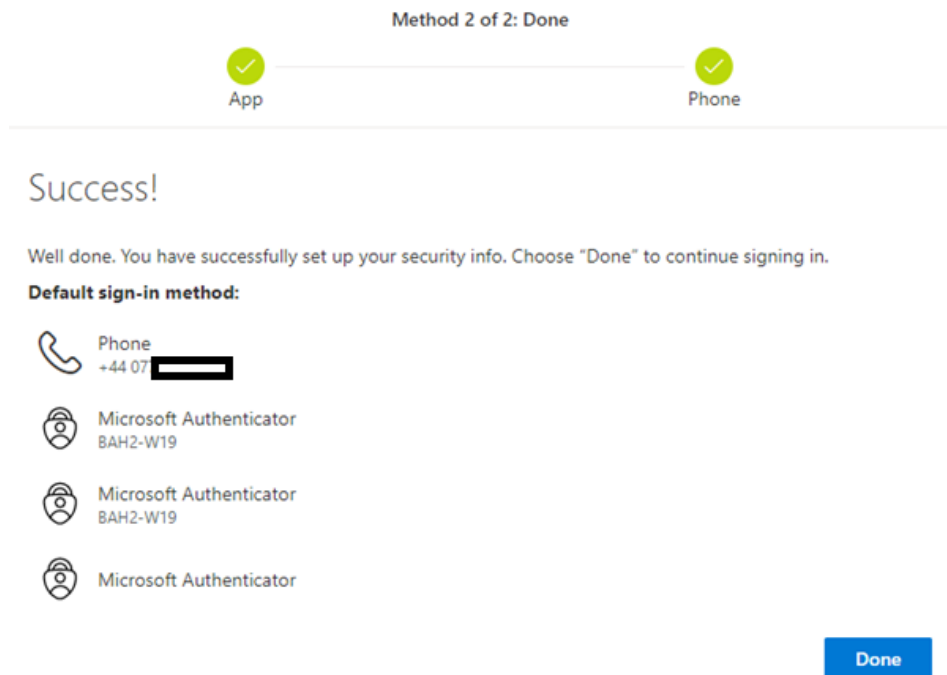 Method 2 of 2: Done
App
Phone
Success!
Well done. You have successfully set up your security info. Choose “Done” to continue signing in.
Default sign-in method:
Phone
+44 07
Microsoft Authenticator
BAH2-W19
Microsoft Authenticator
BAH2-W19
Microsoft Authenticator
Done